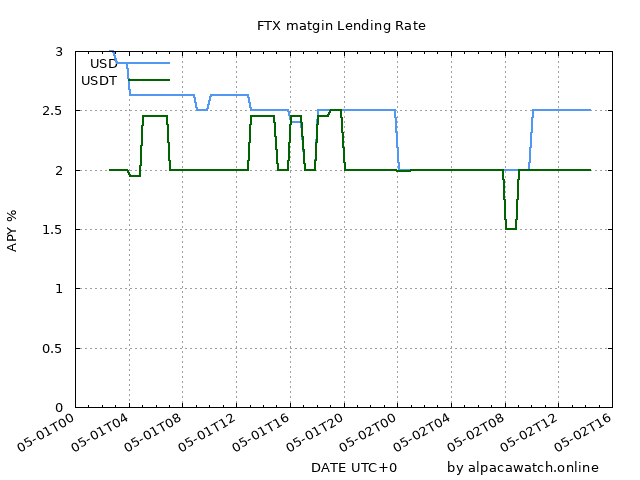 FTX matgin Lending Rate
3
USD
USDT
2.5
2
1.5
APY %
1
0.5
0
05-01T00
05-01T04
05-01T08
05-01T12
05-01T16
05-01T20
05-02T00
05-02T04
05-02T08
05-02T12
05-02T16
DATE UTC+0
by alpacawatch.online